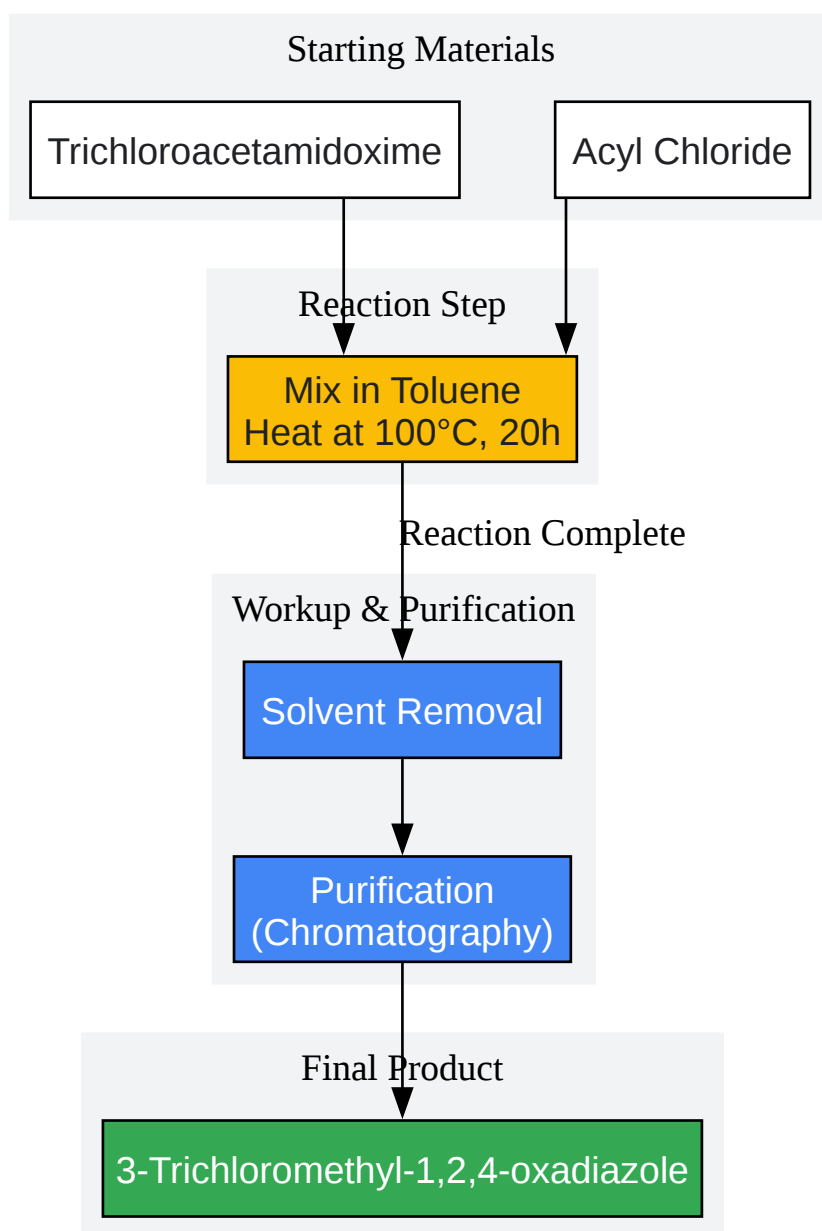 Starting Materials
Trichloroacetamidoxime
Acyl Chloride
Reaction Step
Mix in Toluene
Heat at 100°C, 20h
Reaction Complete
Workup & Purification
Solvent Removal
Purification
(Chromatography)
Final Product
3-Trichloromethyl-1,2,4-oxadiazole